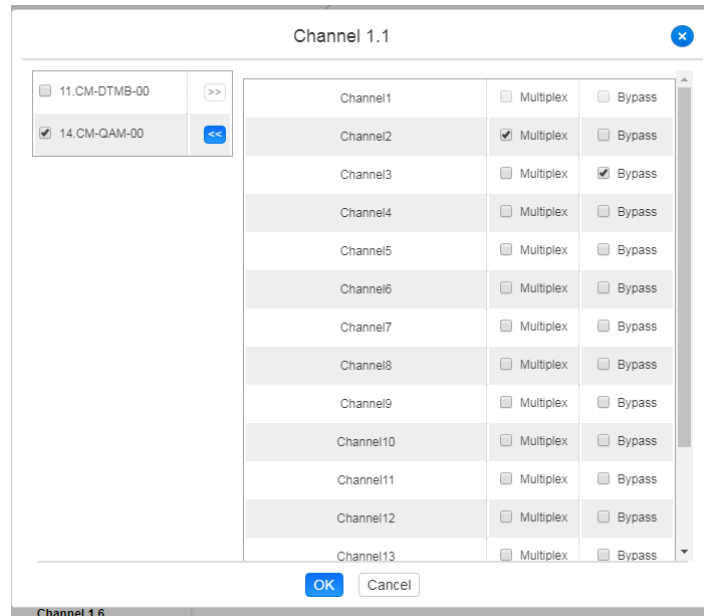 Channel 1.1
11.CM-DTMB-00 >>
14.CM-QAM-00 <<
Channel1 Multiplex Bypass
Channel2 Multiplex Bypass
Channel3 Multiplex Bypass
Channel4 Multiplex Bypass
Channel5 Multiplex Bypass
Channel6 Multiplex Bypass
Channel7 Multiplex Bypass
Channel8 Multiplex Bypass
Channel9 Multiplex Bypass
Channel10 Multiplex Bypass
Channel11 Multiplex Bypass
Channel12 Multiplex Bypass
Channel13 Multiplex Bypass
OK Cancel
Channel 1.6